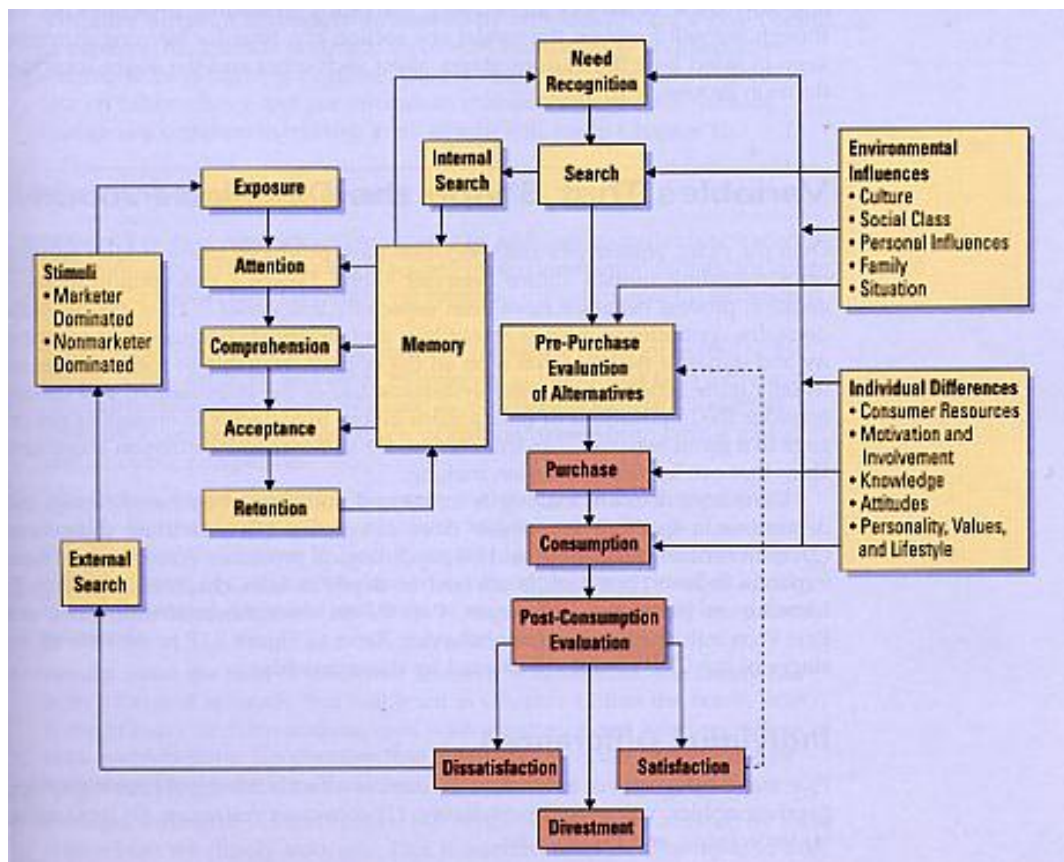 Need
Recognition
Internal
Search
Search
Exposure
Attention
Comprehension
Acceptance
Retention
Memory
Stimuli
• Marketer
Dominated
• Nonmarketer
Dominated
External
Search
Pre-Purchase
Evaluation
of Alternatives
Purchase
Consumption
Post-Consumption
Evaluation
Dissatisfaction
Satisfaction
Divestment
Environmental
Influences
• Culture
• Social Class
• Personal Influences
• Family
• Situation
Individual Differences
• Consumer Resources
• Motivation and
Involvement
• Knowledge
• Attitudes
• Personality, Values,
and Lifestyle